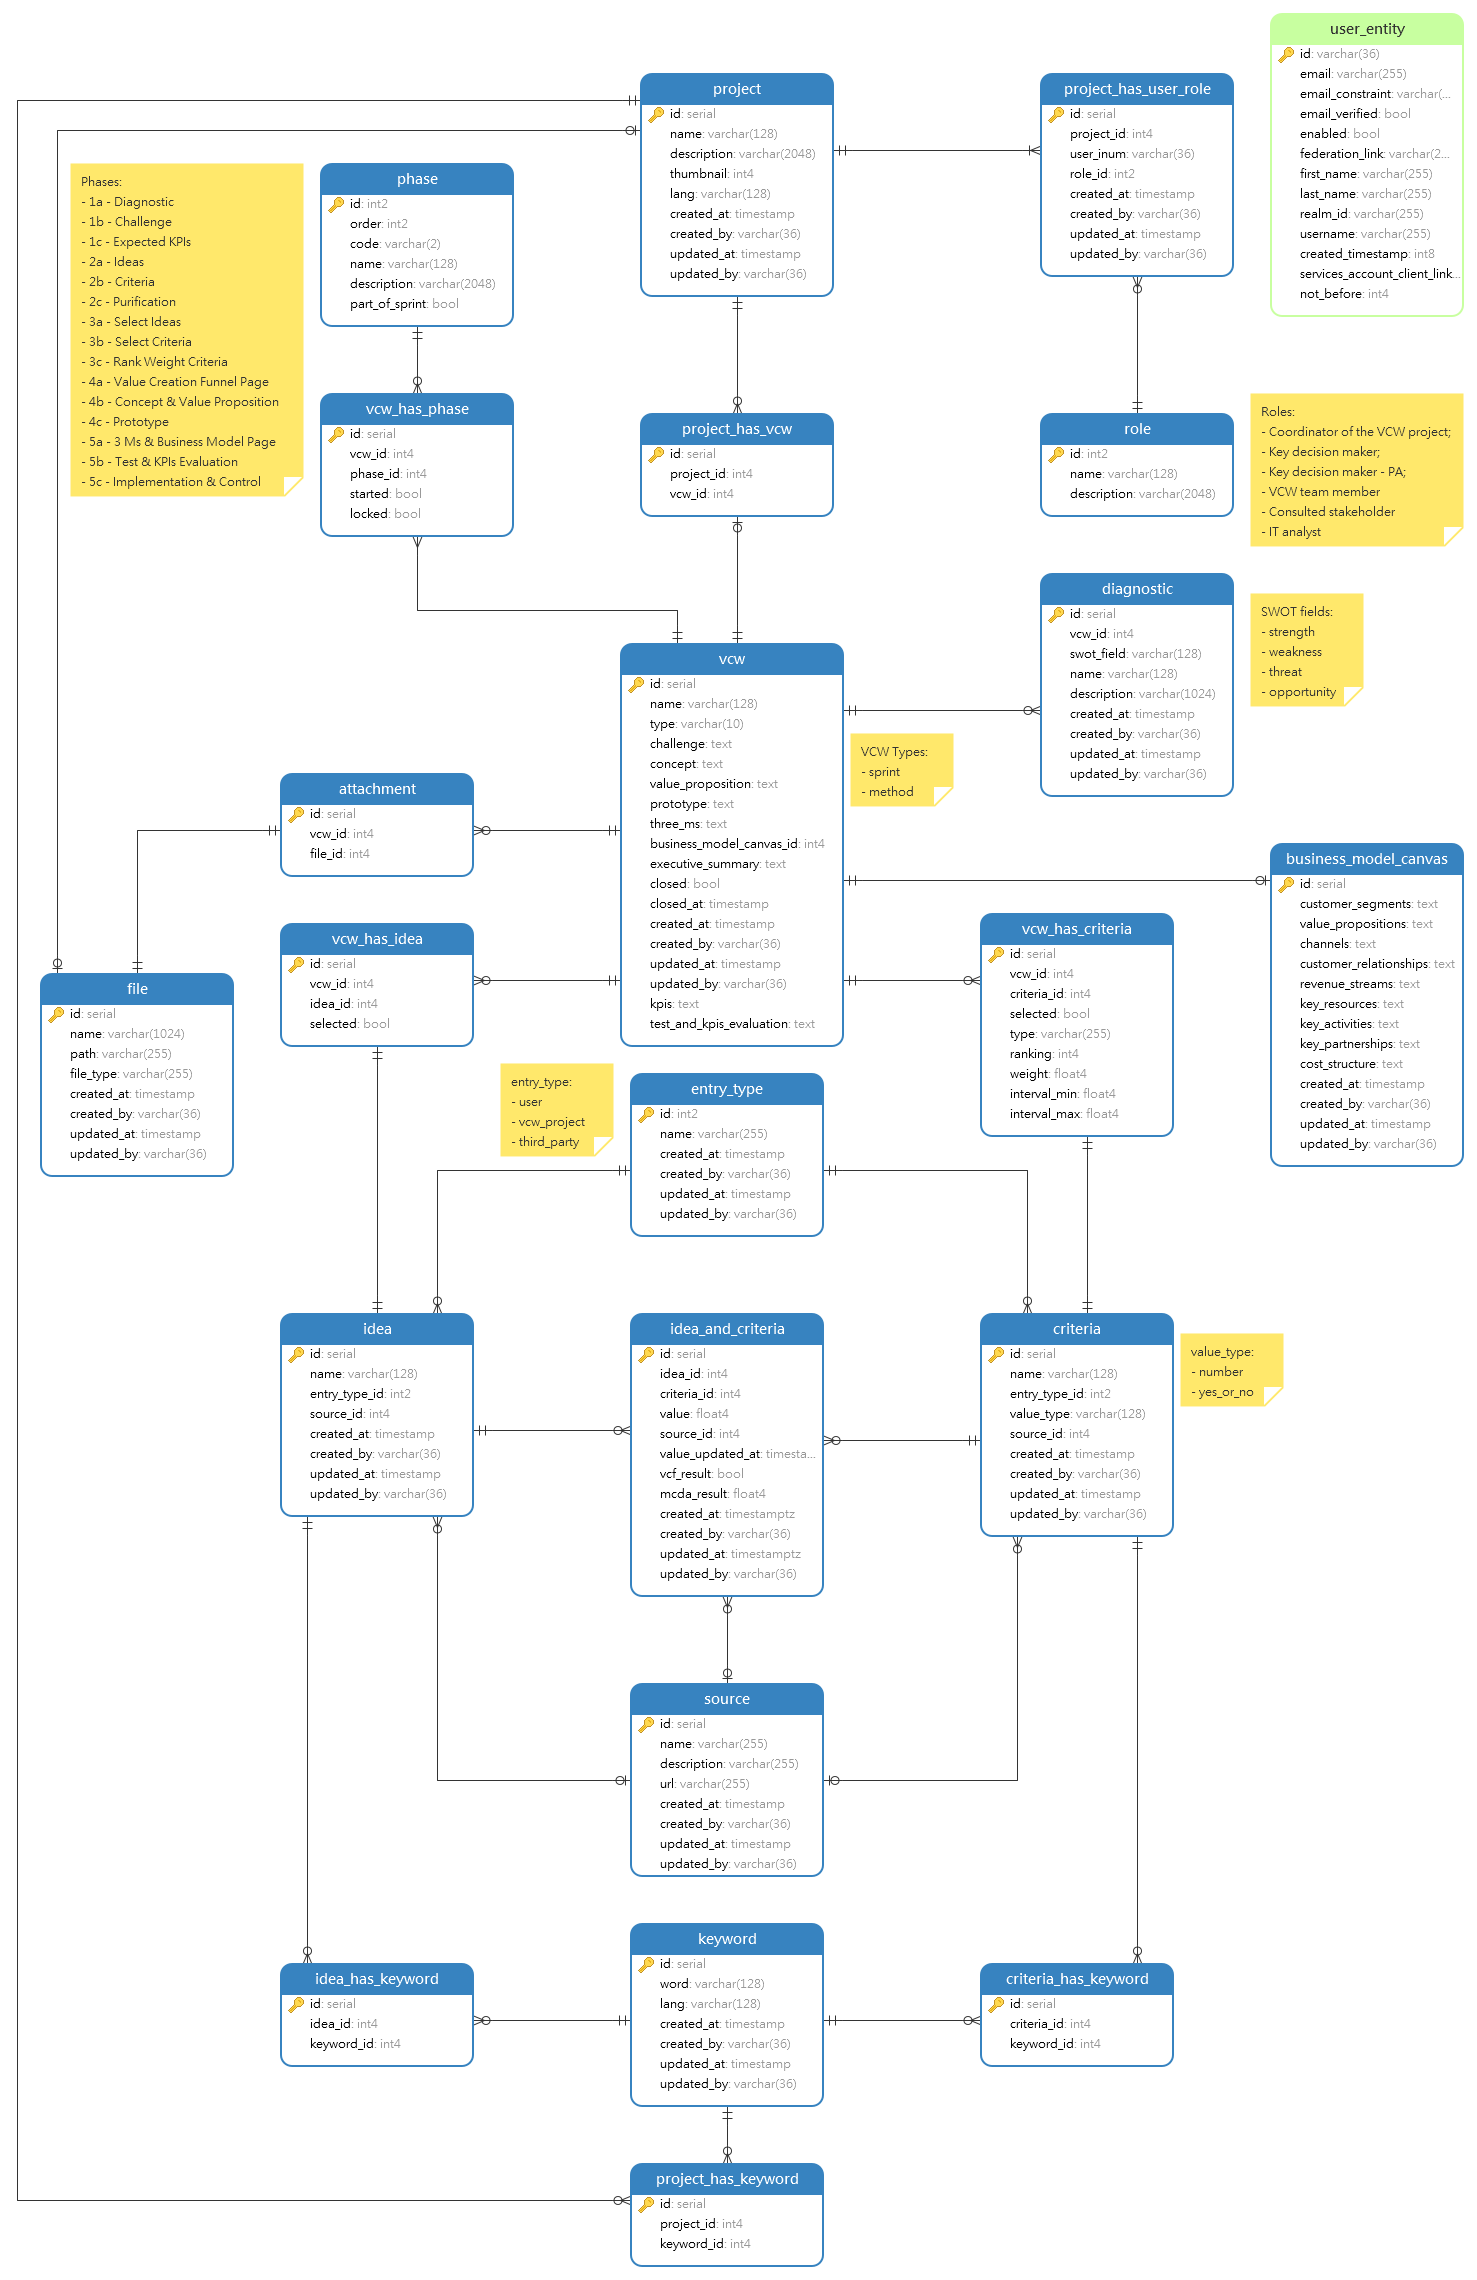 user_entity
id: varchar(36)
email: varchar(255)
email_constraint: varchar(...
email_verified: bool
enabled: bool
federation_link: varchar(2...
first_name: varchar(255)
last_name: varchar(255)
realm_id: varchar(255)
username: varchar(255)
created_timestamp: int8
services_account_client_link...
not_before: int4
project
id: serial
name: varchar(128)
description: varchar(2048)
thumbnail: int4
lang: varchar(128)
created_at: timestamp
created_by: varchar(36)
updated_at: timestamp
updated_by: varchar(36)
project_has_user_role
id: serial
project_id: int4
user_inum: varchar(36)
role_id: int2
created_at: timestamp
created_by: varchar(36)
updated_at: timestamp
updated_by: varchar(36)
Phases:
- 1a - Diagnostic
- 1b - Challenge
- 1c - Expected KPIs
- 2a - Ideas
- 2b - Criteria
- 2c - Purification
- 3a - Select Ideas
- 3b - Select Criteria
- 3c - Rank Weight Criteria
- 4a - Value Creation Funnel Page
- 4b - Concept & Value Proposition
- 4c - Prototype
- 5a - 3 Ms & Business Model Page
- 5b - Test & KPIs Evaluation
- 5c - Implementation & Control
phase
id: int2
order: int2
code: varchar(2)
name: varchar(128)
description: varchar(2048)
part_of_sprint: bool
vcw_has_phase
id: serial
vcw_id: int4
phase_id: int4
started: bool
locked: bool
project_has_vcw
id: serial
project_id: int4
vcw_id: int4
role
id: int2
name: varchar(128)
description: varchar(2048)
Roles:
- Coordinator of the VCW project;
- Key decision maker;
- Key decision maker - PA;
- VCW team member
- Consulted stakeholder
- IT analyst
diagnostic
id: serial
vcw_id: int4
swot_field: varchar(128)
name: varchar(128)
description: varchar(1024)
created_at: timestamp
created_by: varchar(36)
updated_at: timestamp
updated_by: varchar(36)
SWOT fields:
- strength
- weakness
- threat
- opportunity
vcw
id: serial
name: varchar(128)
type: varchar(10)
challenge: text
concept: text
value_proposition: text
prototype: text
three_ms: text
business_model_canvas_id: int4
executive_summary: text
closed: bool
closed_at: timestamp
created_at: timestamp
created_by: varchar(36)
updated_at: timestamp
updated_by: varchar(36)
kpis: text
test_and_kpis_evaluation: text
VCW Types:
- sprint
- method
attachment
id: serial
vcw_id: int4
file_id: int4
business_model_canvas
id: serial
customer_segments: text
value_propositions: text
channels: text
customer_relationships: text
revenue_streams: text
key_resources: text
key_activities: text
key_partnerships: text
cost_structure: text
created_at: timestamp
created_by: varchar(36)
updated_at: timestamp
updated_by: varchar(36)
vcw_has_idea
id: serial
vcw_id: int4
idea_id: int4
selected: bool
vcw_has_criteria
id: serial
vcw_id: int4
criteria_id: int4
selected: bool
type: varchar(255)
ranking: int4
weight: float4
interval_min: float4
interval_max: float4
file
id: serial
name: varchar(1024)
path: varchar(255)
file_type: varchar(255)
created_at: timestamp
created_by: varchar(36)
updated_at: timestamp
updated_by: varchar(36)
entry_type:
- user
- vcw_project
- third_party
entry_type
id: int2
name: varchar(255)
created_at: timestamp
created_by: varchar(36)
updated_at: timestamp
updated_by: varchar(36)
idea
id: serial
name: varchar(128)
entry_type_id: int2
source_id: int4
created_at: timestamp
created_by: varchar(36)
updated_at: timestamp
updated_by: varchar(36)
idea_and_criteria
id: serial
idea_id: int4
criteria_id: int4
value: float4
source_id: int4
value_updated_at: timesta...
vcf_result: bool
mcda_result: float4
created_at: timestamptz
created_by: varchar(36)
updated_at: timestamptz
updated_by: varchar(36)
criteria
id: serial
name: varchar(128)
entry_type_id: int2
value_type: varchar(128)
source_id: int4
created_at: timestamp
created_by: varchar(36)
updated_at: timestamp
updated_by: varchar(36)
value_type:
- number
- yes_or_no
source
id: serial
name: varchar(255)
description: varchar(255)
url: varchar(255)
created_at: timestamp
created_by: varchar(36)
updated_at: timestamp
updated_by: varchar(36)
idea_has_keyword
id: serial
idea_id: int4
keyword_id: int4
keyword
id: serial
word: varchar(128)
lang: varchar(128)
created_at: timestamp
created_by: varchar(36)
updated_at: timestamp
updated_by: varchar(36)
criteria_has_keyword
id: serial
criteria_id: int4
keyword_id: int4
project_has_keyword
id: serial
project_id: int4
keyword_id: int4